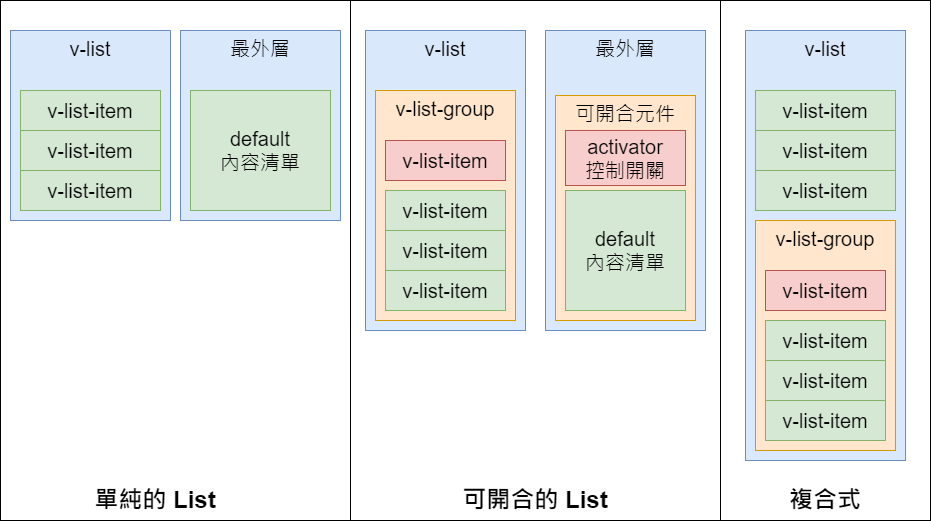 v-list
v-list-item
v-list-item
v-list-item
最外層
default
內容清單
單純的 List
v-list
v-list-group
v-list-item
v-list-item
v-list-item
v-list-item
最外層
可開合元件
activator
控制開關
default
內容清單
可開合的 List
v-list
v-list-item
v-list-item
v-list-item
v-list-group
v-list-item
v-list-item
v-list-item
v-list-item
複合式